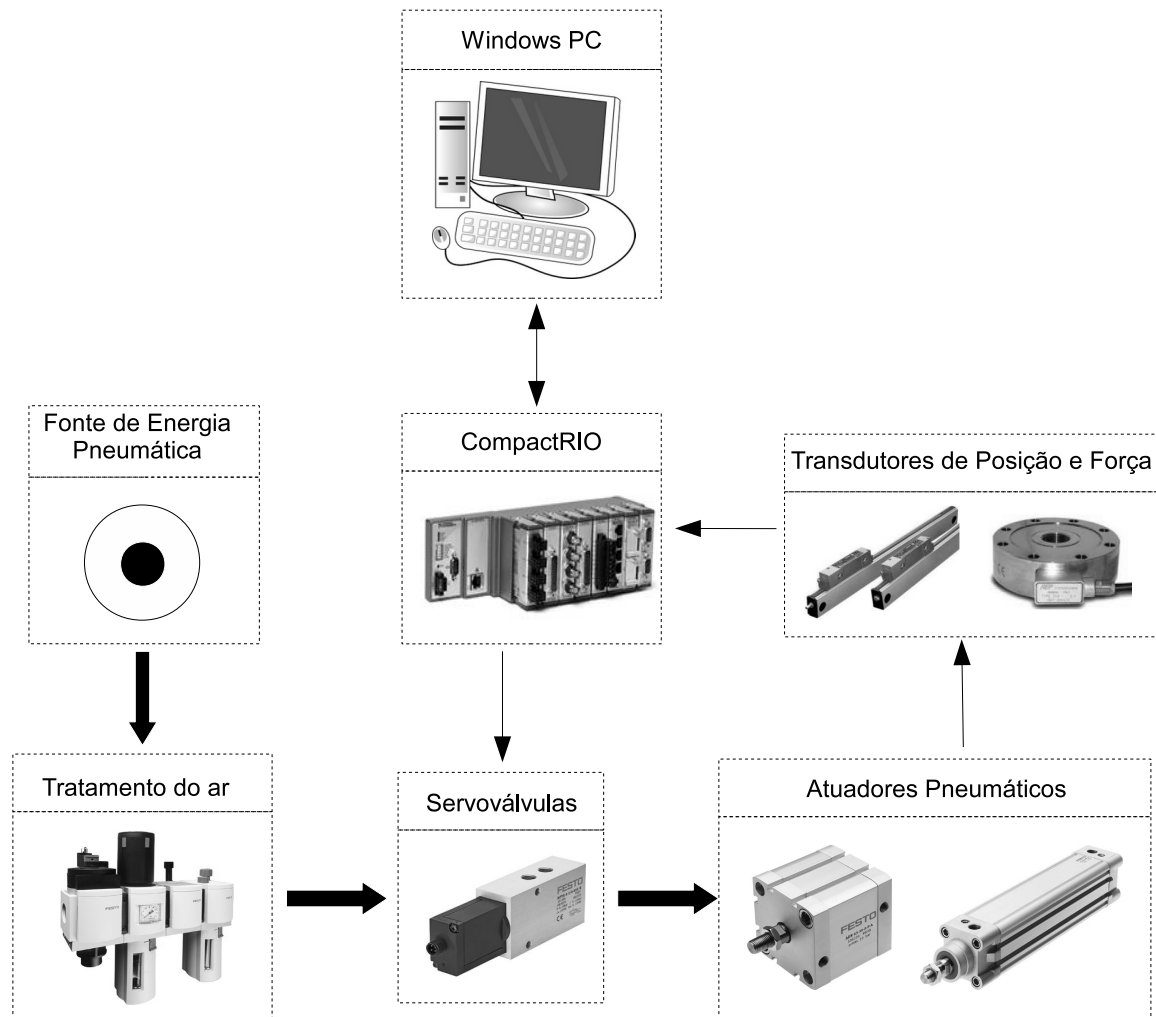 Windows PC
Fonte de Energia
Pneumática
CompactRIO
Transdutores de Posição e Força
Tratamento do ar
Servoválvulas
Atuadores Pneumáticos
FESTO
FESTO
FESTO